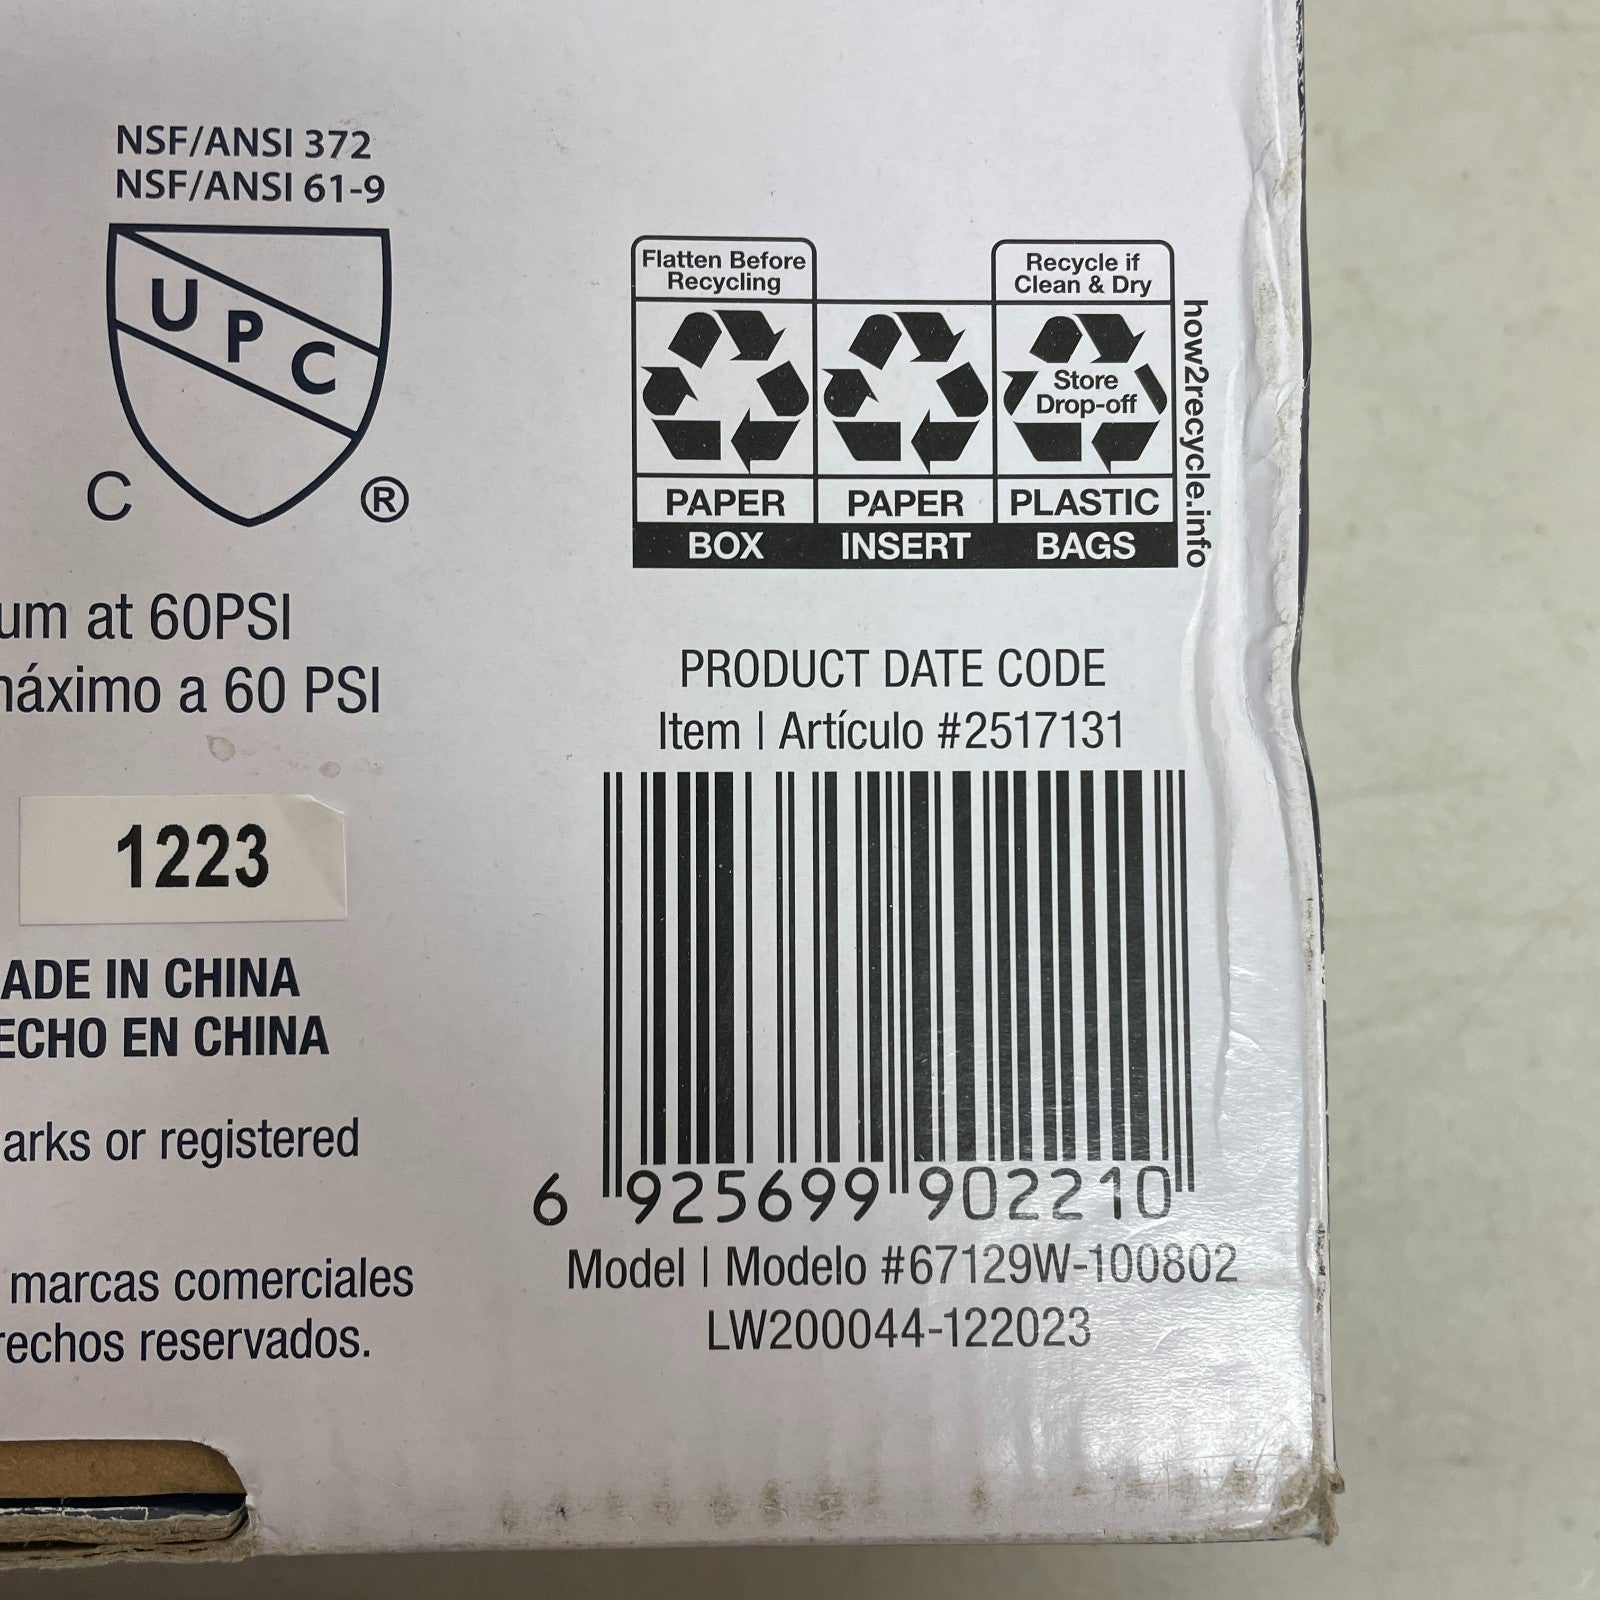 NSF/ANSI 372
NSF/ANSI 61-9
UPC
C ®
um at 60PSI
máximo a 60 PSI
1223
ADE IN CHINA
ECHO EN CHINA
arks or registered
marcas comerciales
rechos reservados.
Flatten Before
Recycling
PAPER
BOX
PAPER
INSERT
Recycle if
Clean & Dry
Store
Drop-off
PLASTIC
BAGS
how2recycle.info
PRODUCT DATE CODE
Item | Artículo #2517131
6 925699 902210
Model | Modelo #67129W-100802
LW200044-122023